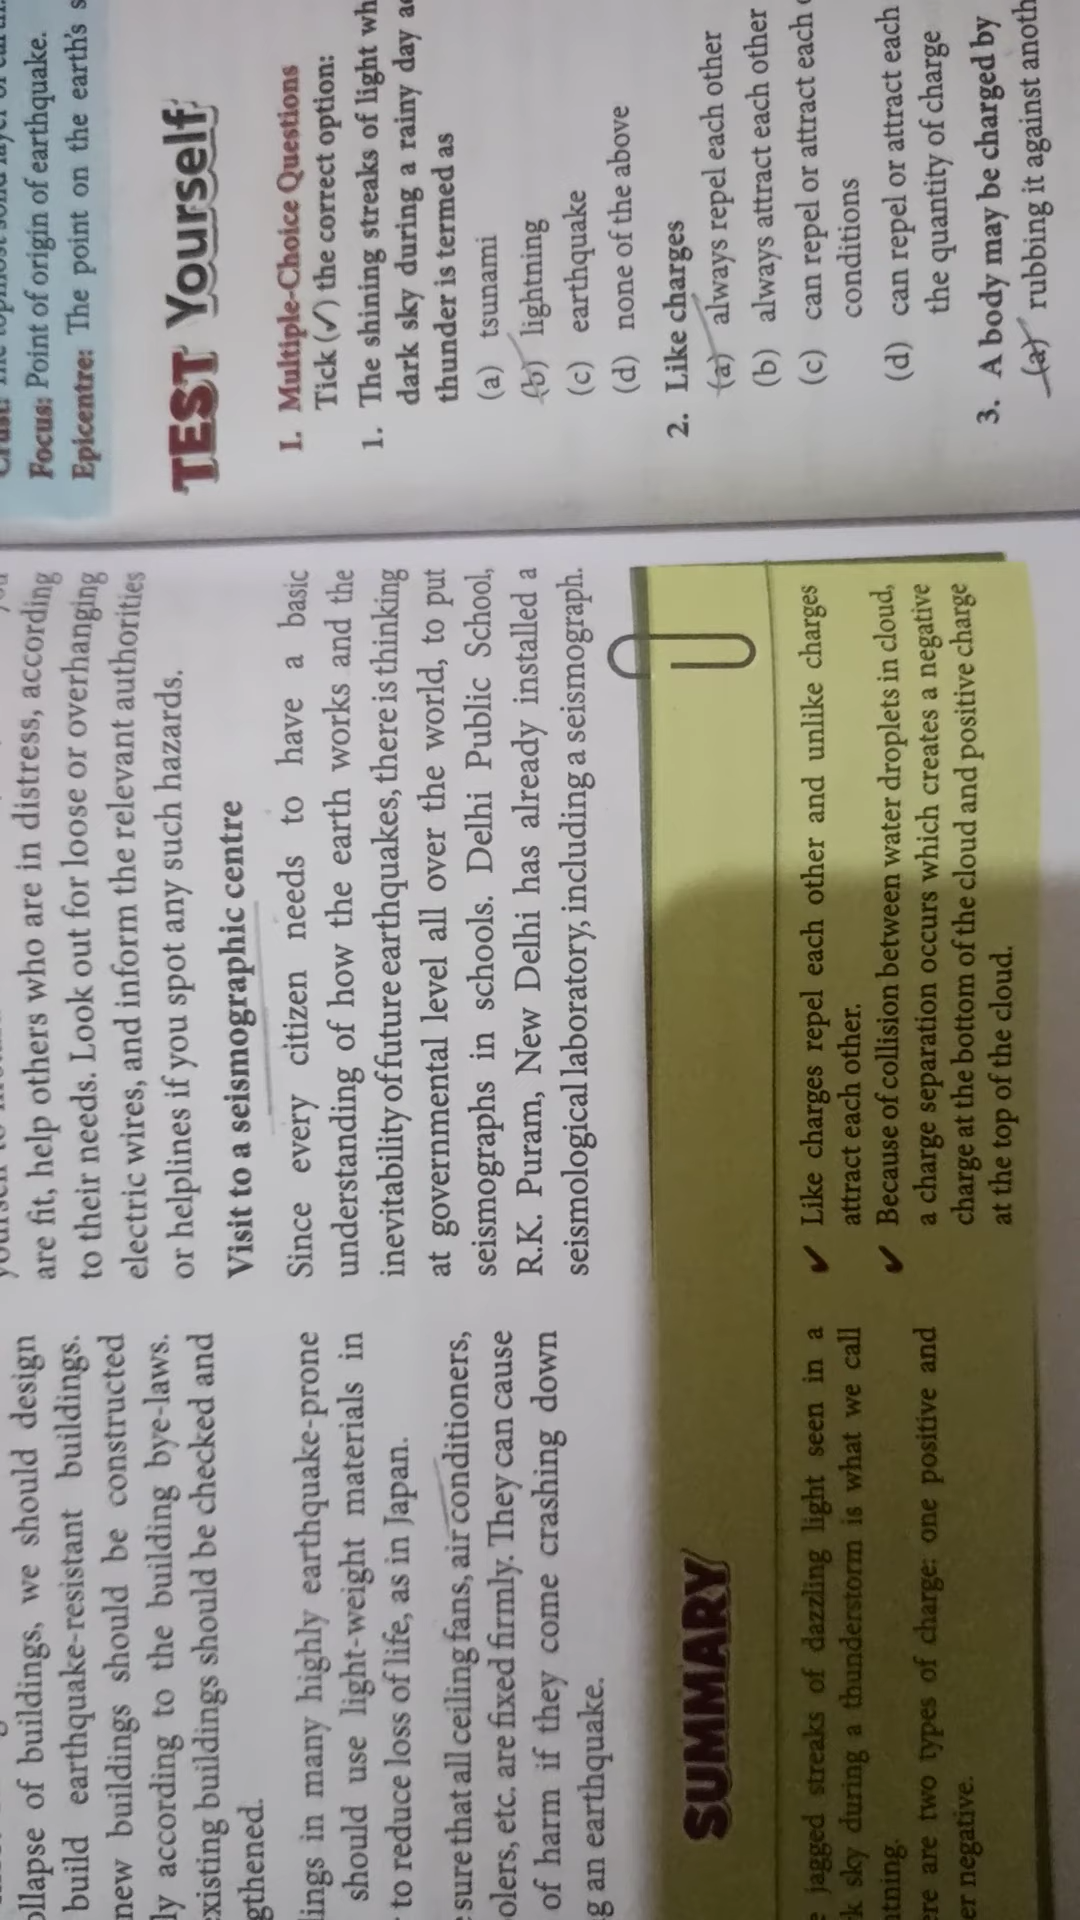 ollapse of buildings, we should design
build earthquake-resistant buildings.
new buildings should be constructed
ly according to the building bye-laws.
existing buildings should be checked and
gthened.
lings in many highly earthquake-prone
should use light-weight materials in
to reduce loss of life, as in Japan.
sure that all ceiling fans, air conditioners,
olers, etc. are fixed firmly. They can cause
of harm if they come crashing down
g an earthquake.
are fit, help others who are in distress, according
to their needs. Look out for loose or overhanging
electric wires, and inform the relevant authorities
or helplines if you spot any such hazards.
Visit to a seismographic centre
Since every citizen needs to have a basic
understanding of how the earth works and the
inevitability of future earthquakes, there is thinking
at governmental level all over the world, to put
seismographs in schools. Delhi Public School,
R.K. Puram, New Delhi has already installed a
seismological laboratory, including a seismograph.
SUMMARY
jagged streaks of dazzling light seen in a
k sky during a thunderstorm is what we call
htning.
ere are two types of charge: one positive and
er negative.
✔ Like charges repel each other and unlike charges
attract each other.
✔ Because of collision between water droplets in cloud,
a charge separation occurs which creates a negative
charge at the bottom of the cloud and positive charge
at the top of the cloud.
Focus: Point of origin of earthquake.
Epicentre: The point on the earth's s
TEST Yourself
I. Multiple-Choice Questions
Tick (✓) the correct option:
1. The shining streaks of light wh
dark sky during a rainy day a
thunder is termed as
(a) tsunami
(b) lightning
(c) earthquake
(d) none of the above
2. Like charges
(a) always repel each other
(b) always attract each other
(c) can repel or attract each
conditions
(d) can repel or attract each
the quantity of charge
3. A body may be charged by
(a) rubbing it against anoth